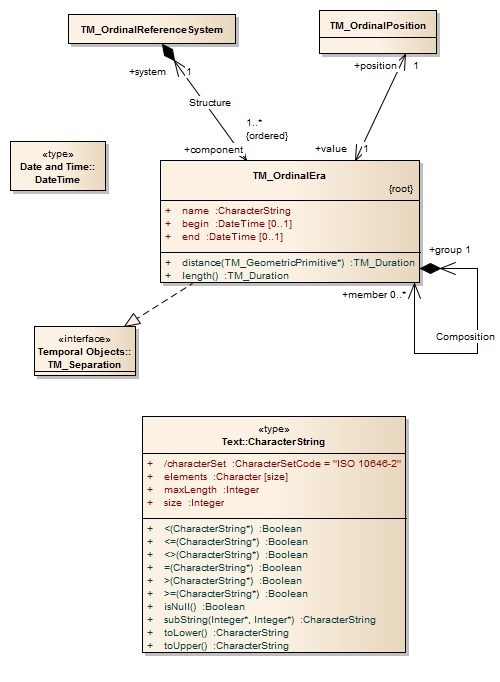 TM_OrdinalReferenceSystem
TM_OrdinalPosition
+system
1
+position
1
Structure
1..*
{ordered}
+component
+value
1
«type»
Date and Time::
DateTime
TM_OrdinalEra
{root}
+ name :CharacterString
+ begin :DateTime [0..1]
+ end :DateTime [0..1]
+ distance(TM_GeometricPrimitive*) :TM_Duration
+ length() :TM_Duration
+group 1
+member 0..*
Composition
«interface»
Temporal Objects::
TM_Separation
«type»
Text::CharacterString
+ /characterSet :CharacterSetCode = "ISO 10646-2"
+ elements :Character [size]
+ maxLength :Integer
+ size :Integer
+ <(CharacterString*) :Boolean
+ <=(CharacterString*) :Boolean
+ <>(CharacterString*) :Boolean
+ =(CharacterString*) :Boolean
+ >(CharacterString*) :Boolean
+ >=(CharacterString*) :Boolean
+ isNull() :Boolean
+ subString(Integer*, Integer*) :CharacterString
+ toLower() :CharacterString
+ toUpper() :CharacterString